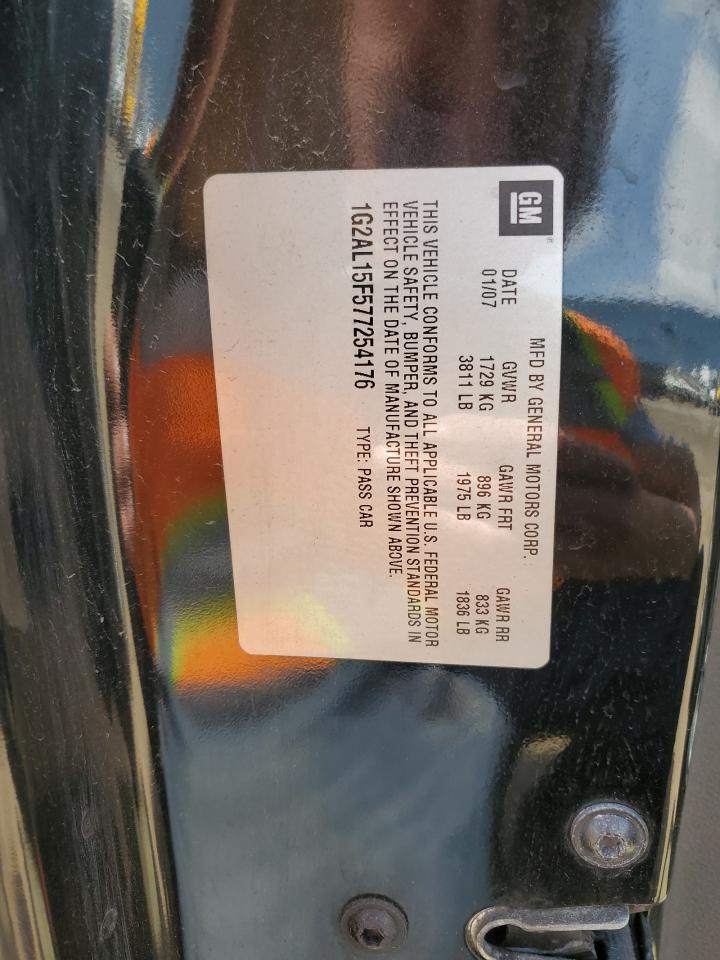 GM®
MFD BY GENERAL MOTORS CORP.
DATE GVWR GAWR FRT GAWR RR
01/07 1729 KG 896 KG 833 KG
3811 LB 1975 LB 1836 LB
THIS VEHICLE CONFORMS TO ALL APPLICABLE U.S. FEDERAL MOTOR
VEHICLE SAFETY, BUMPER, AND THEFT PREVENTION STANDARDS IN
EFFECT ON THE DATE OF MANUFACTURE SHOWN ABOVE.
1G2AL15F577254176 TYPE: PASS CAR